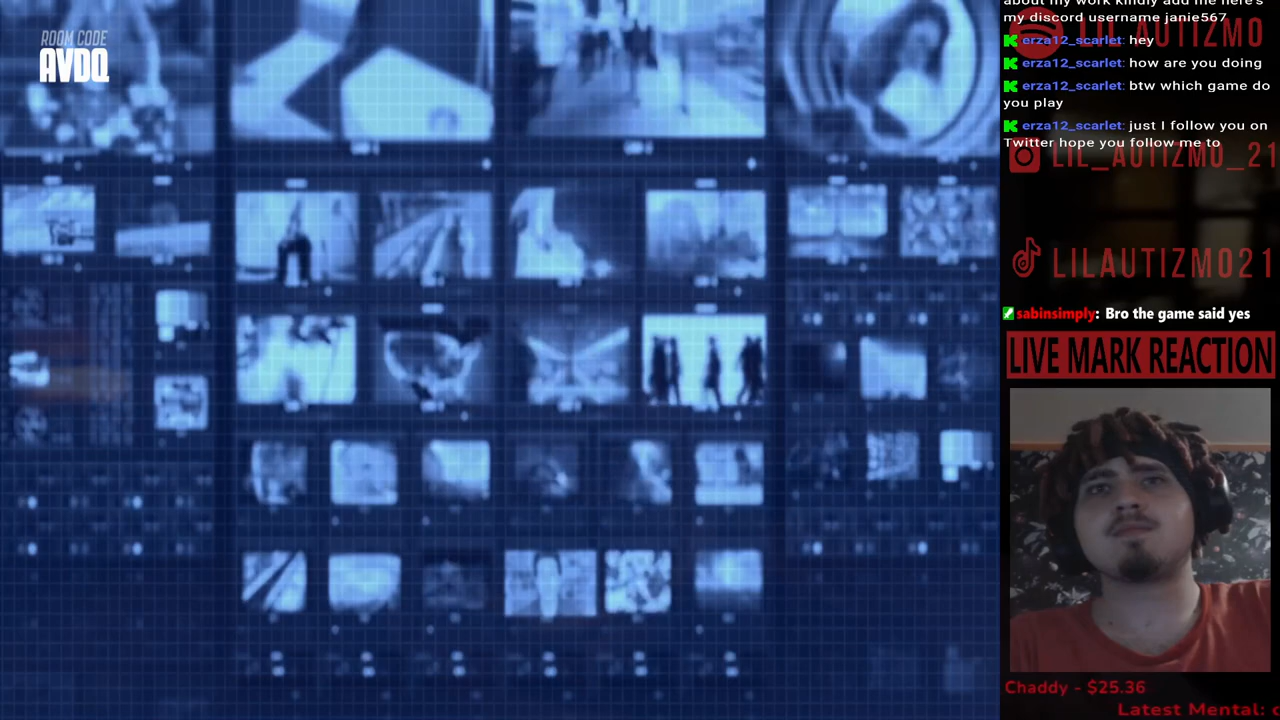 ROOM CODE
AVDQ
about my work kindly add me here's
my discord username janie567
LIL_AUTIZMO
erza12_scarlet: hey
erza12_scarlet: how are you doing
erza12_scarlet: btw which game do
you play
erza12_scarlet: just I follow you on
Twitter hope you follow me to
LIL_AUTIZMO_21
LILAUTIZMO21
sabinsimply: Bro the game said yes
LIVE MARK REACTION
Chaddy - $25.36
Latest Mental: